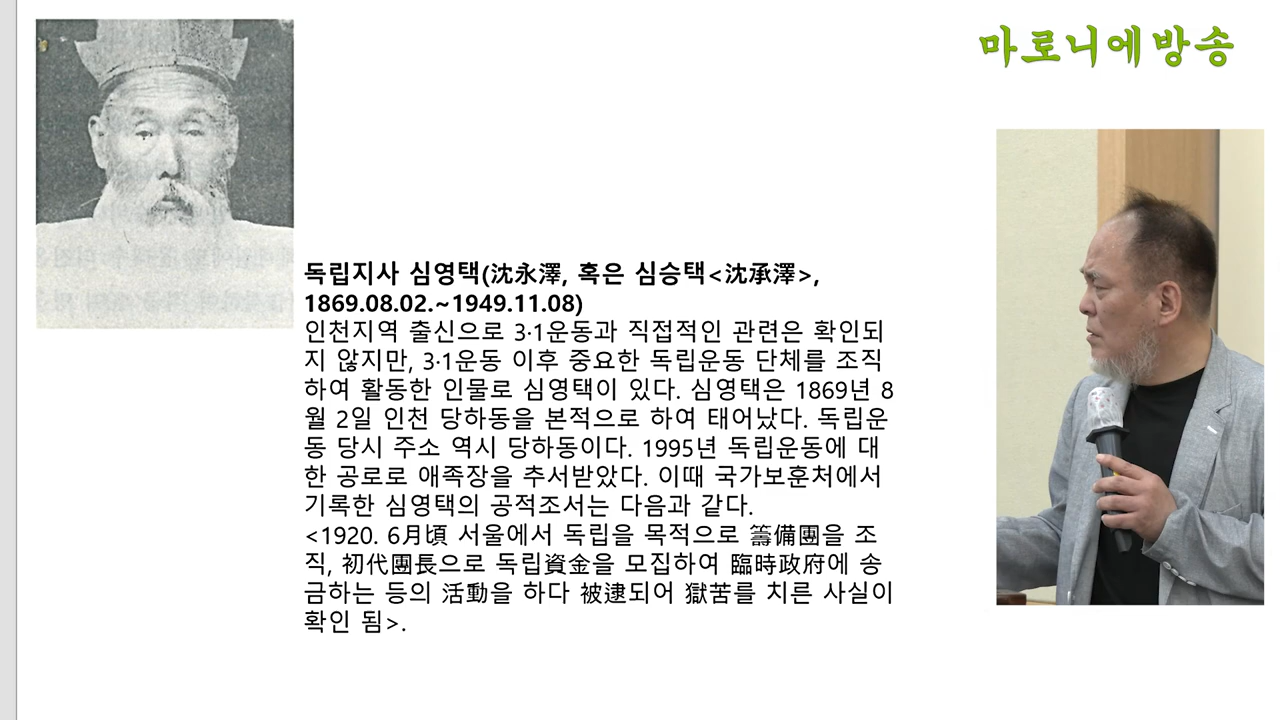 마로니에방송
독립지사 심영택(沈永澤, 혹은 심승택<沈承澤>,
1869.08.02.~1949.11.08)
인천지역 출신으로 3·1운동과 직접적인 관련은 확인되
지 않지만, 3·1운동 이후 중요한 독립운동 단체를 조직
하여 활동한 인물로 심영택이 있다. 심영택은 1869년 8
월 2일 인천 당하동을 본적으로 하여 태어났다. 독립운
동 당시 주소 역시 당하동이다. 1995년 독립운동에 대
한 공로로 애족장을 추서받았다. 이때 국가보훈처에서
기록한 심영택의 공적조서는 다음과 같다.
<1920. 6月頃 서울에서 독립을 목적으로 籌備團을 조
직, 初代團長으로 독립資金을 모집하여 臨時政府에 송
금하는 등의 活動을 하다 被逮되어 獄苦를 치른 사실이
확인 됨>.